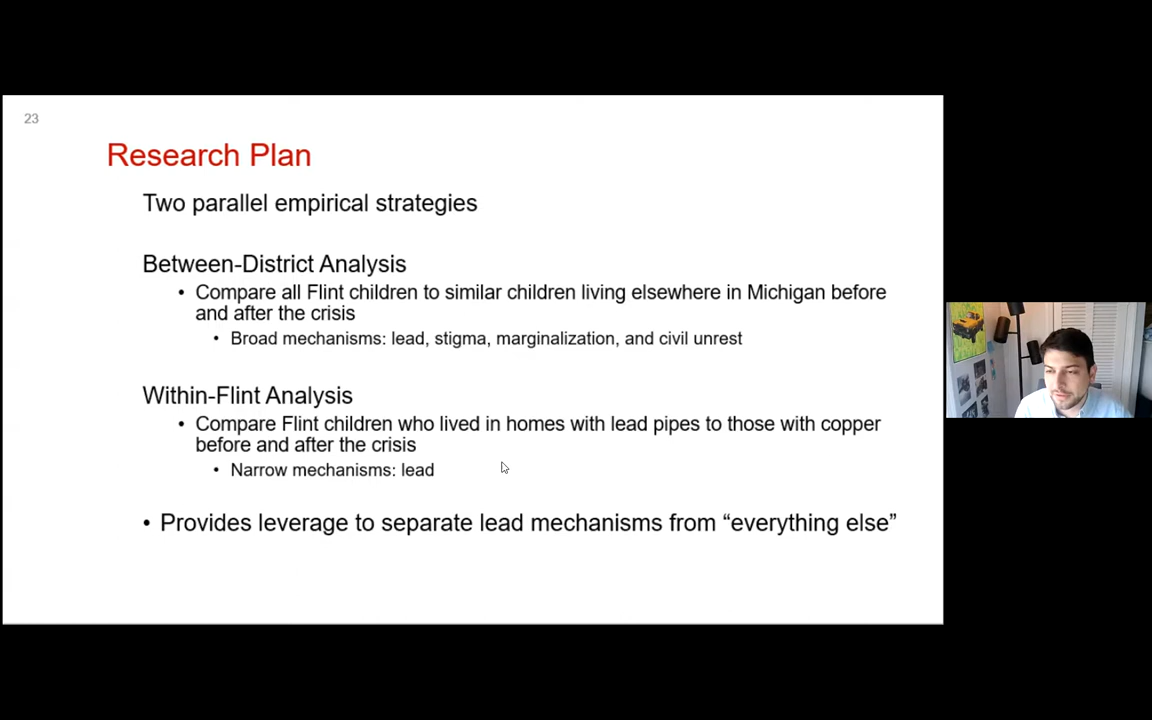 23
Research Plan
Two parallel empirical strategies
Between-District Analysis
• Compare all Flint children to similar children living elsewhere in Michigan before
and after the crisis
• Broad mechanisms: lead, stigma, marginalization, and civil unrest
Within-Flint Analysis
• Compare Flint children who lived in homes with lead pipes to those with copper
before and after the crisis
• Narrow mechanisms: lead
• Provides leverage to separate lead mechanisms from “everything else”